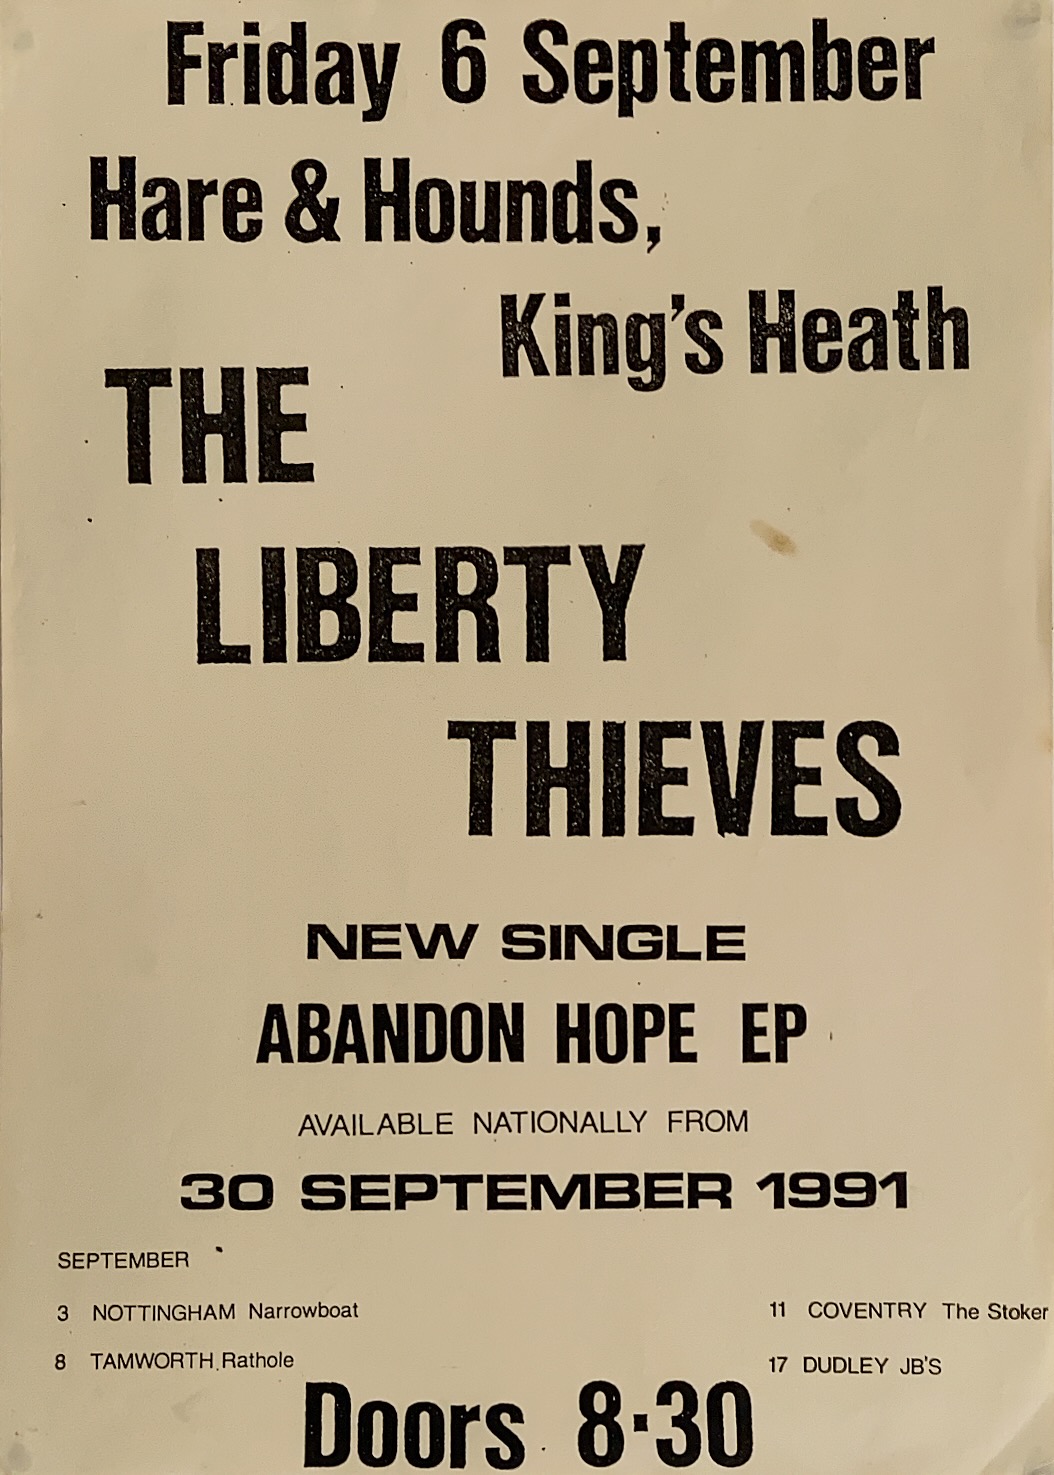 Friday 6 September
Hare & Hounds,
King's Heath
THE
LIBERTY
THIEVES
NEW SINGLE
ABANDON HOPE EP
AVAILABLE NATIONALLY FROM
30 SEPTEMBER 1991
SEPTEMBER
3 NOTTINGHAM Narrowboat
11 COVENTRY The Stoker
8 TAMWORTH Rathole
17 DUDLEY JB'S
Doors 8·30